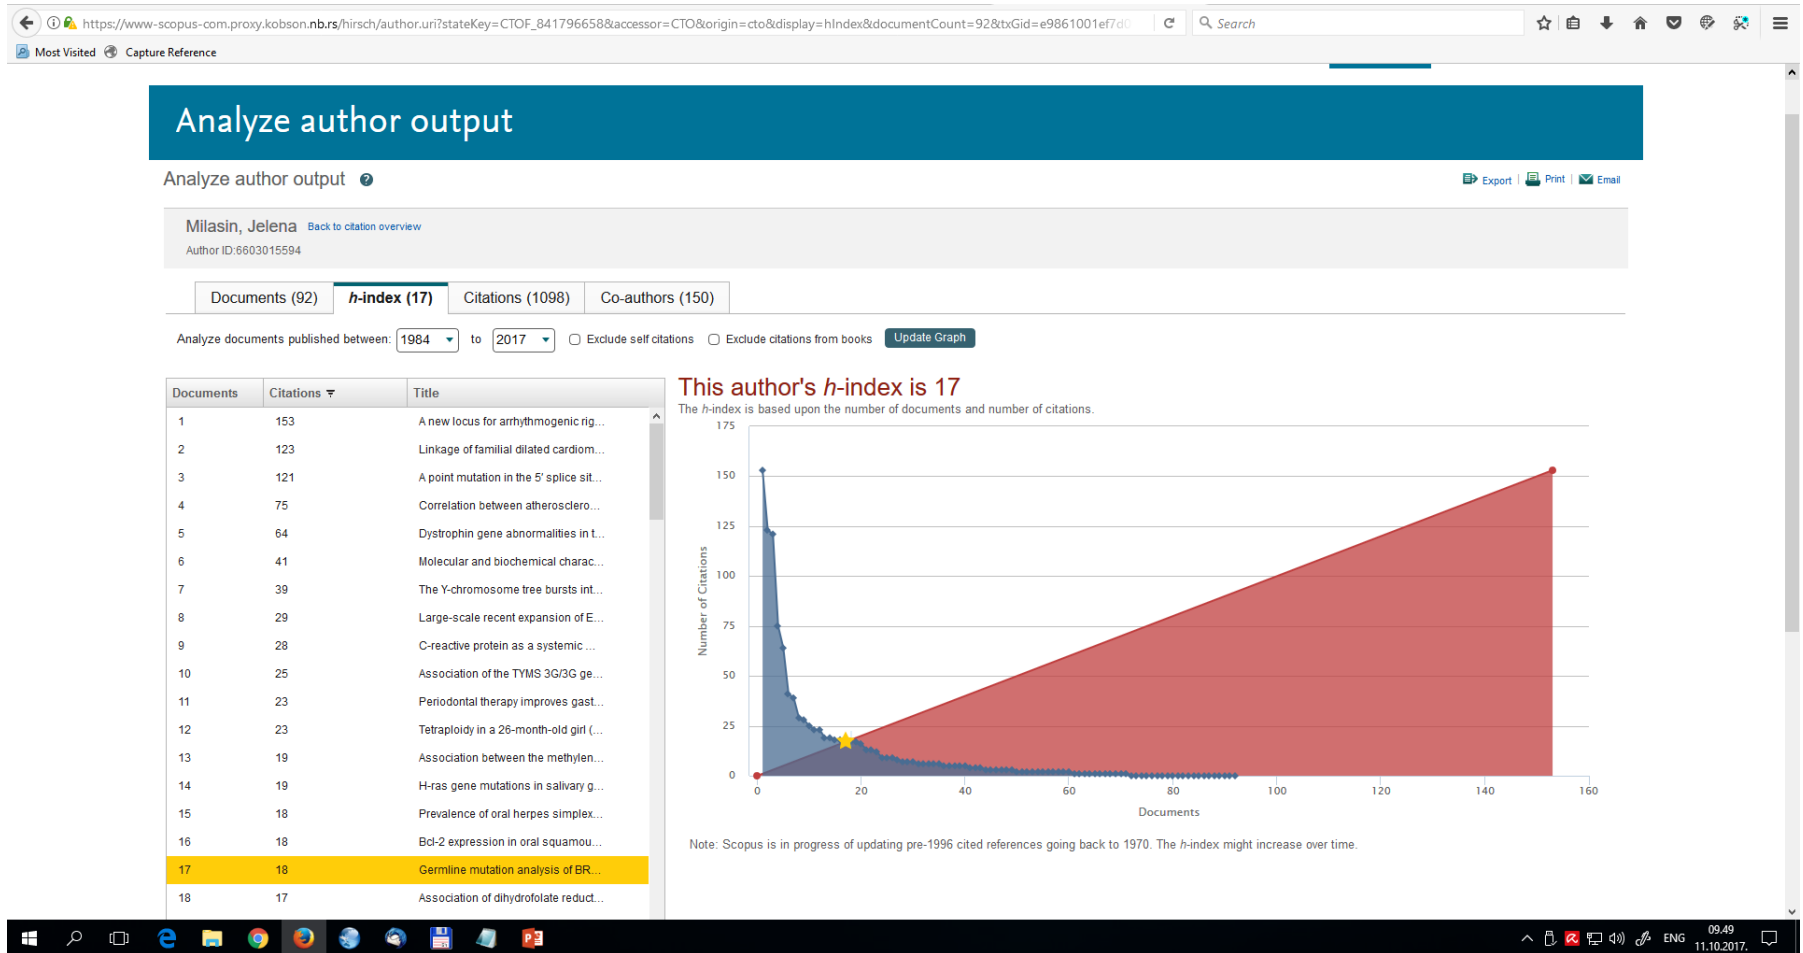 https://www-scopus-com.proxy.kobson.nb.rs/hirsch/author.uri?stateKey=CTOF_841796658&accessor=CTO&origin=cto&display=hIndex&documentCount=92&txGid=e9861001ef7d
Search
Most Visited Capture Reference
Analyze author output
Analyze author output ?
Export | Print | Email
Milasin, Jelena Back to citation overview
Author ID:6603015594
Documents (92) h-index (17) Citations (1098) Co-authors (150)
Analyze documents published between: 1984 to 2017 Exclude self citations Exclude citations from books Update Graph
Documents Citations Title
1 153 A new locus for arrhythmogenic rig...
2 123 Linkage of familial dilated cardiom...
3 121 A point mutation in the 5' splice sit...
4 75 Correlation between atherosclero...
5 64 Dystrophin gene abnormalities in t...
6 41 Molecular and biochemical charac...
7 39 The Y-chromosome tree bursts int...
8 29 Large-scale recent expansion of E...
9 28 C-reactive protein as a systemic ...
10 25 Association of the TYMS 3G/3G ge...
11 23 Periodontal therapy improves gast...
12 23 Tetraploidy in a 26-month-old girl (...
13 19 Association between the methylen...
14 19 H-ras gene mutations in salivary g...
15 18 Prevalence of oral herpes simplex...
16 18 Bcl-2 expression in oral squamou...
17 18 Germline mutation analysis of BR...
18 17 Association of dihydrofolate reduct...
This author's h-index is 17
The h-index is based upon the number of documents and number of citations.
175
150
125
100
75
50
25
0
Number of Citations
0 20 40 60 80 100 120 140 160
Documents
Note: Scopus is in progress of updating pre-1996 cited references going back to 1970. The h-index might increase over time.
ENG
09.49
11.10.2017.